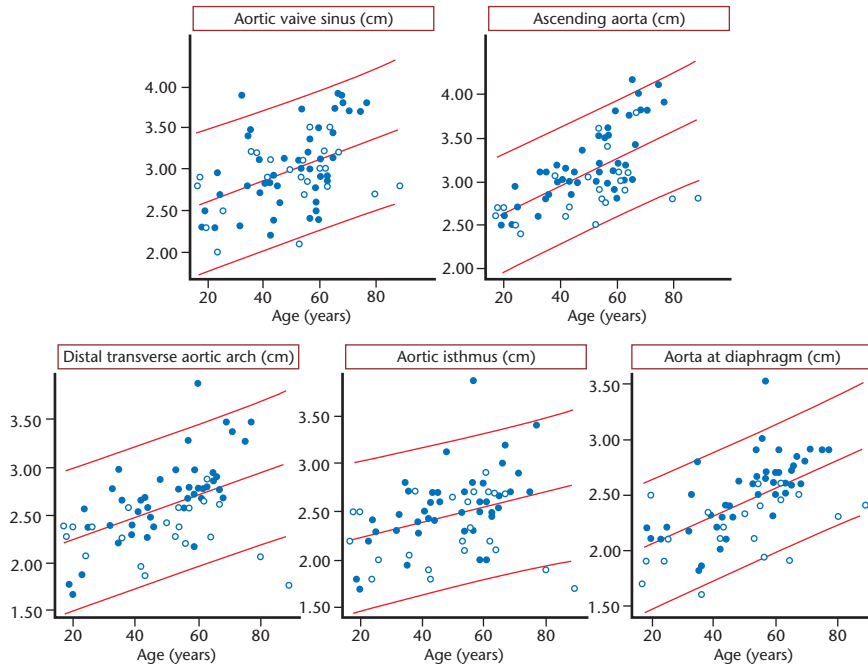 Aortic vaive sinus (cm)
4.00
3.50
3.00
2.50
2.00
20 40 60 80
Age (years)
Ascending aorta (cm)
4.00
3.50
3.00
2.50
2.00
20 40 60 80
Age (years)
Distal transverse aortic arch (cm)
3.50
3.00
2.50
2.00
1.50
20 40 60 80
Age (years)
Aortic isthmus (cm)
3.50
3.00
2.50
2.00
1.50
20 40 60 80
Age (years)
Aorta at diaphragm (cm)
3.50
3.00
2.50
2.00
1.50
20 40 60 80
Age (years)